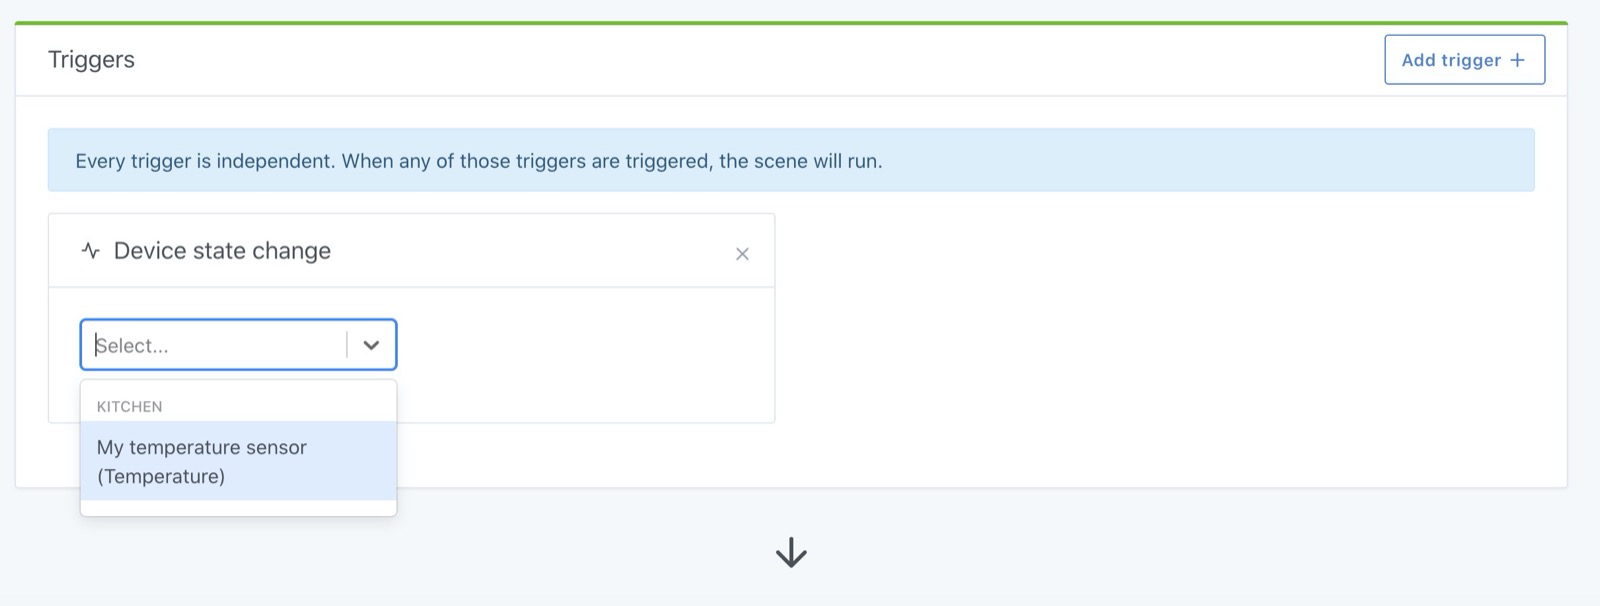 Triggers
Add trigger +
Every trigger is independent. When any of those triggers are triggered, the scene will run.
Device state change
Select...
KITCHEN
My temperature sensor
(Temperature)